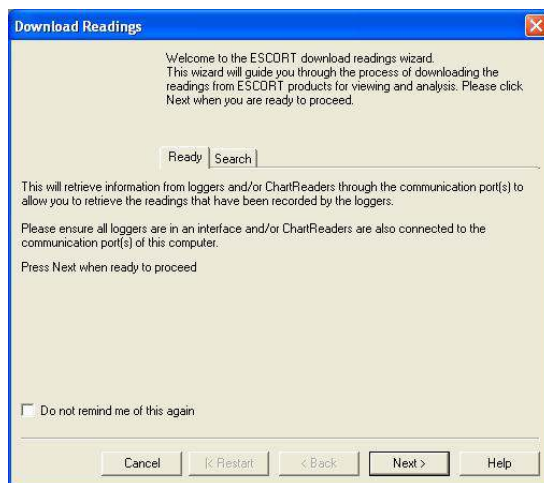 Download Readings
Welcome to the ESCORT download readings wizard.
This wizard will guide you through the process of downloading the
readings from ESCORT products for viewing and analysis. Please click
Next when you are ready to proceed.
Ready Search
This will retrieve information from loggers and/or ChartReaders through the communication port(s) to
allow you to retrieve the readings that have been recorded by the loggers.
Please ensure all loggers are in an interface and/or ChartReaders are also connected to the
communication port(s) of this computer.
Press Next when ready to proceed
Do not remind me of this again
Cancel |< Restart < Back Next > Help